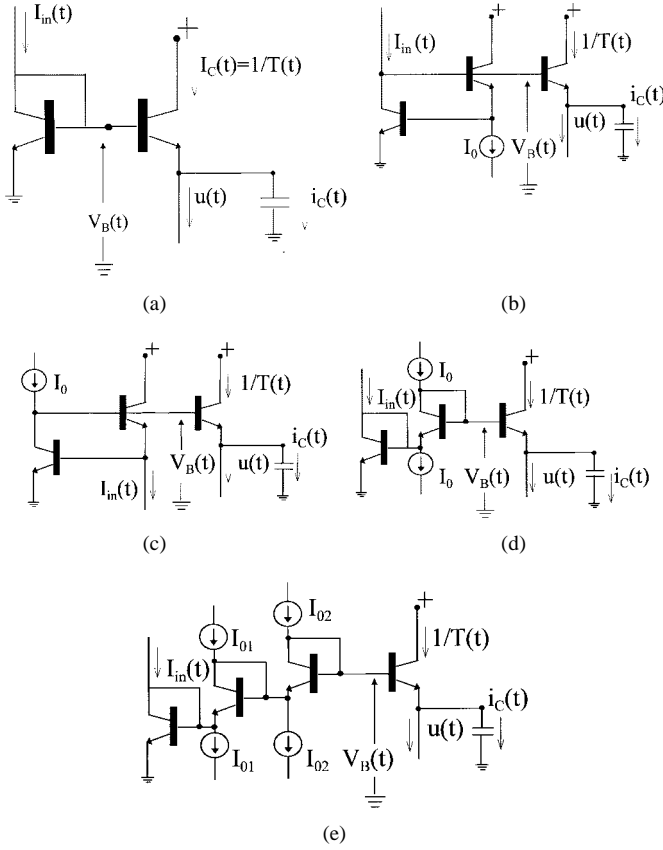 I_in(t)
+
I_C(t)=1/T(t)
V_B(t)
u(t)
i_C(t)
(a)
+
+
I_in(t)
1/T(t)
I_0
V_B(t)
u(t)
i_C(t)
(b)
+
+
I_0
1/T(t)
V_B(t)
I_in(t)
u(t)
i_C(t)
(c)
+
I_0
I_in(t)
1/T(t)
I_0
V_B(t)
u(t)
i_C(t)
(d)
I_02
+
I_01
I_in(t)
1/T(t)
I_01
I_02
V_B(t)
u(t)
i_C(t)
(e)